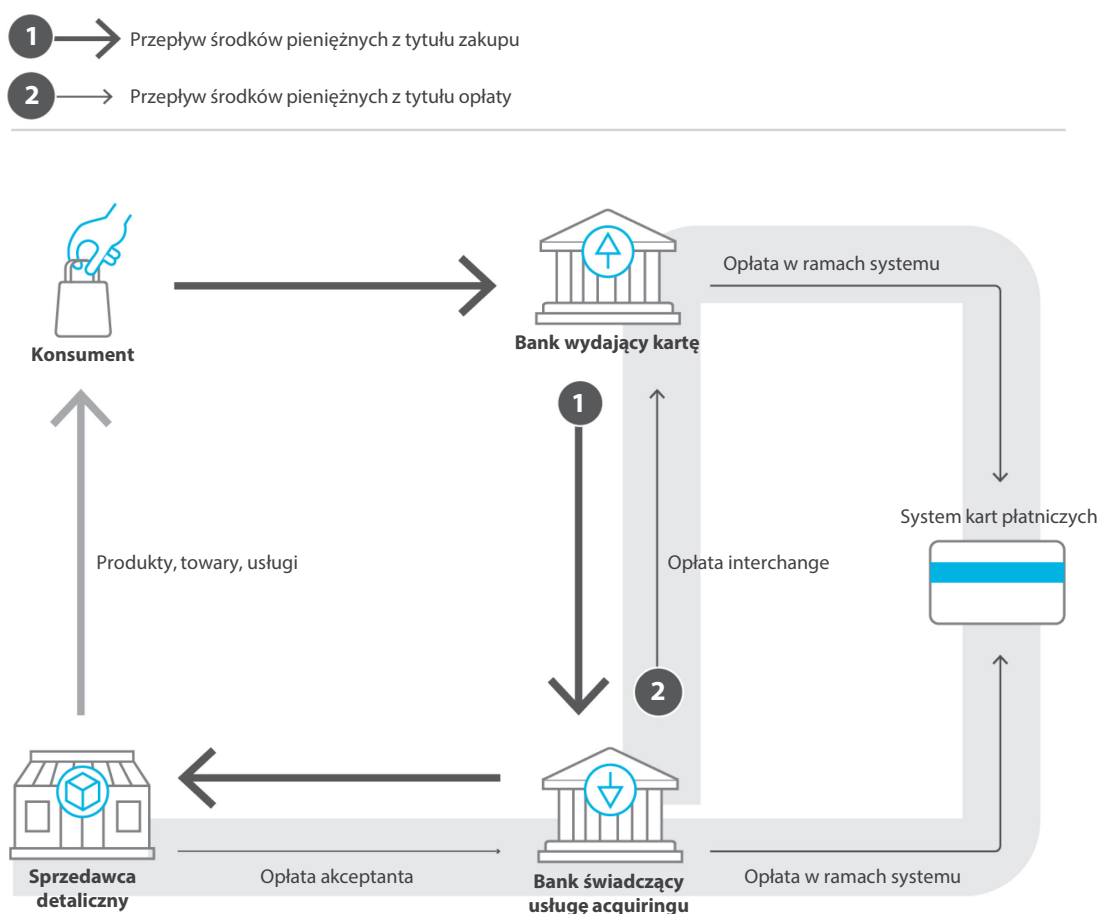 1 Przepływ środków pieniężnych z tytułu zakupu
2 Przepływ środków pieniężnych z tytułu opłaty
Opłata w ramach systemu
Bank wydający kartę
Konsument
1
System kart płatniczych
Produkty, towary, usługi
Opłata interchange
2
Sprzedawca
detaliczny
Opłata akceptanta
Bank świadczący
usługę acquiringu
Opłata w ramach systemu